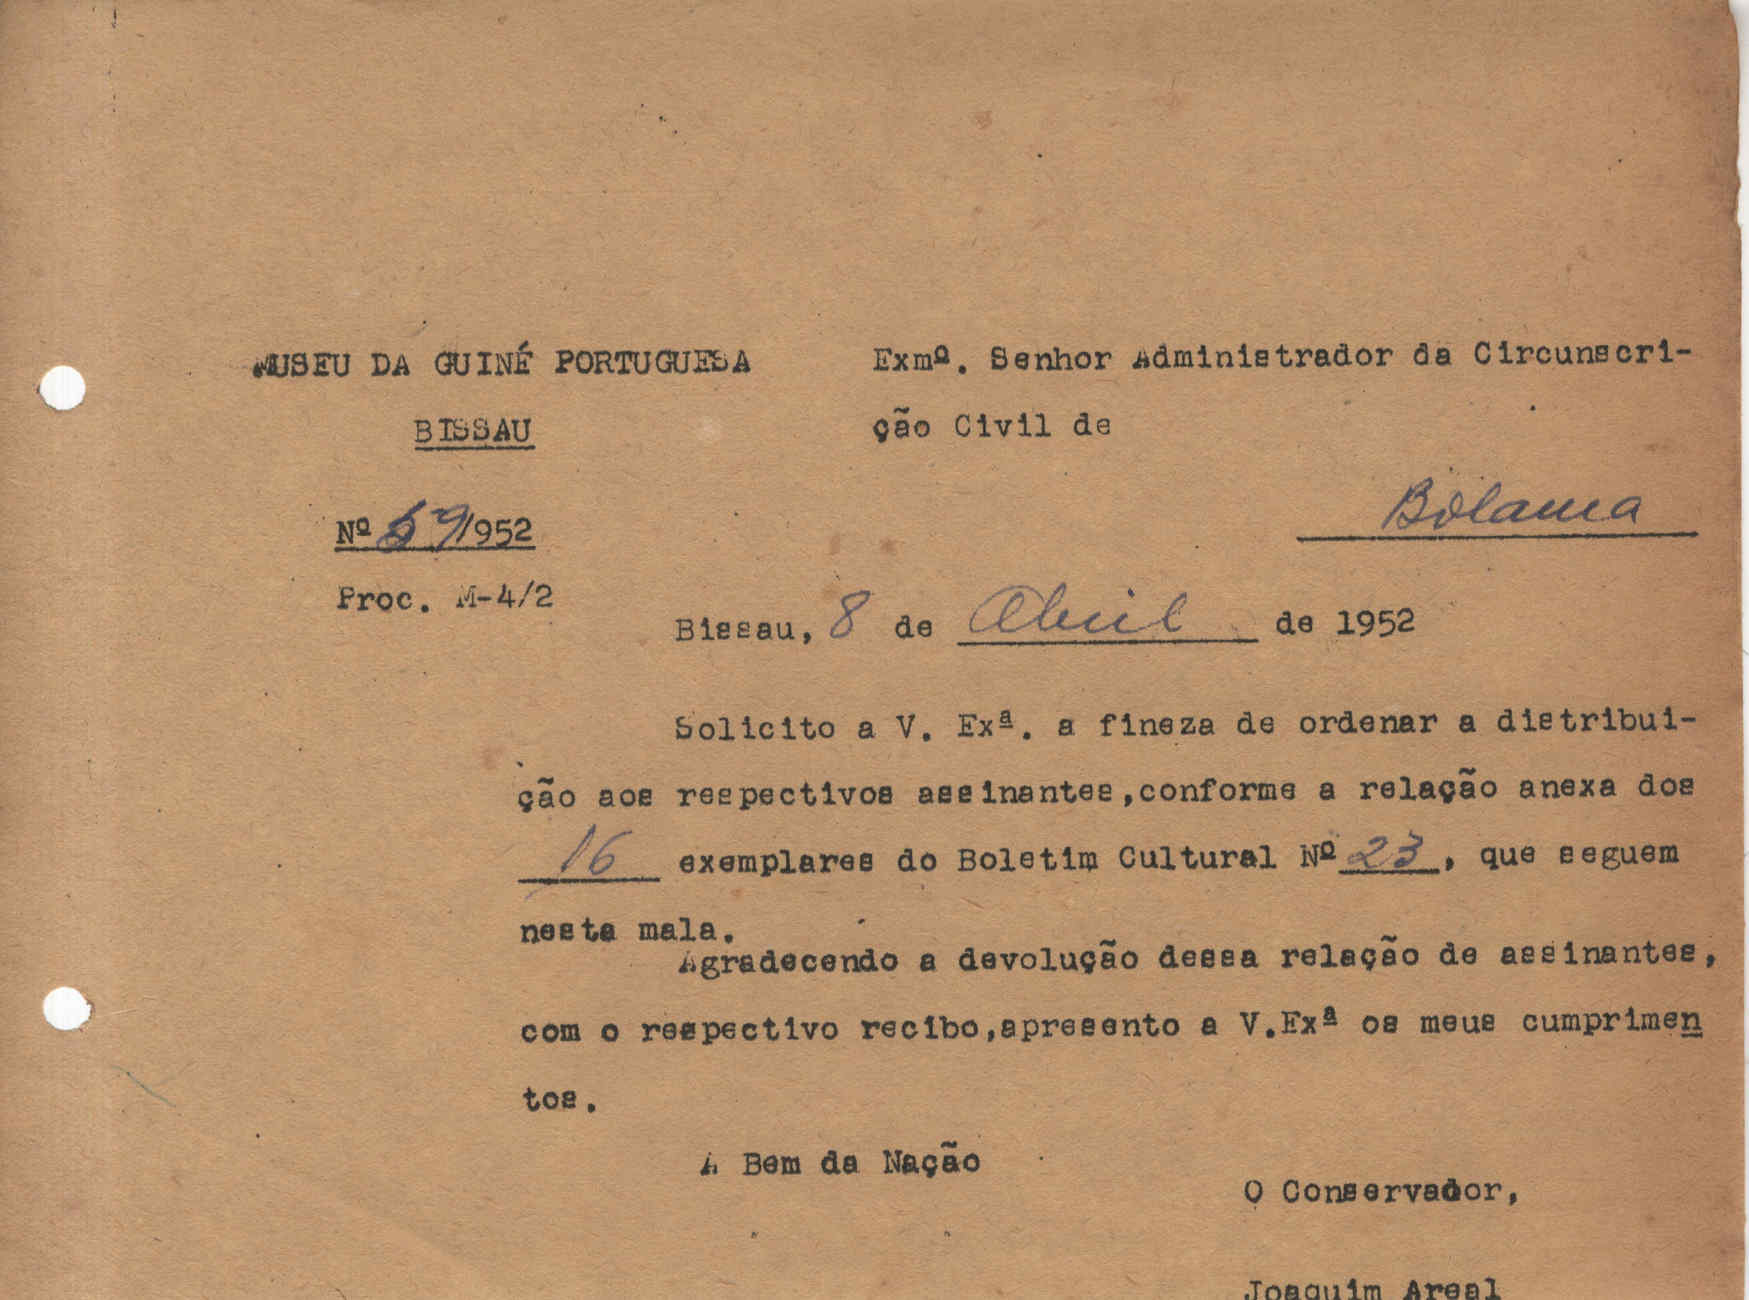 MUSEU DA GUINÉ PORTUGUESA
BISSAU
Nº 59/952
Proc. M-4/2
Exmº. Senhor Administrador da Circunscri-
ção Civil de
Bolama
Bissau, 8 de Abril de 1952
Solicito a V. Exª. a fineza de ordenar a distribui-
ção aos respectivos assinantes,conforme a relação anexa dos
16 exemplares do Boletim Cultural Nº 23, que seguem
nesta mala.
Agradecendo a devolução dessa relação de assinantes,
com o respectivo recibo,apresento a V.Exª os meus cumprimen
tos.
A Bem da Nação
O Conservador,
Joaquim Areal